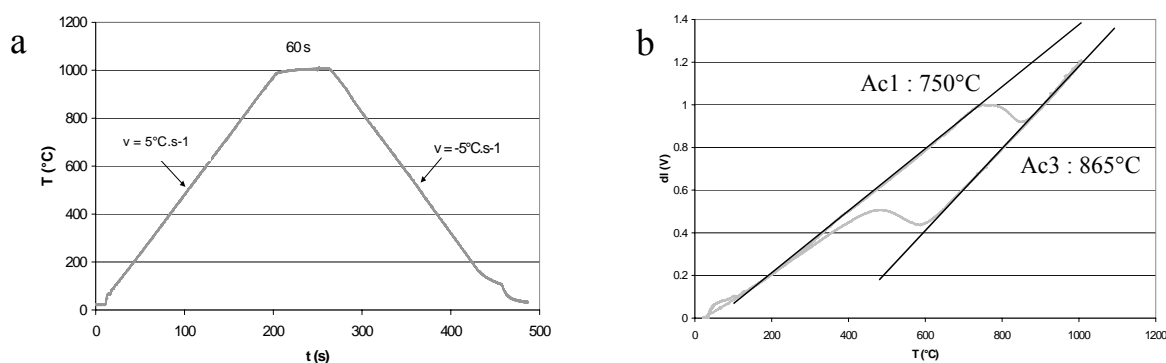 a
T (°C)
1200
1000
800
600
400
200
0
60 s
v = 5°C.s-1
v = -5°C.s-1
0 100 200 300 400 500
t (s)
b
dl (V)
1.4
1.2
1
0.8
0.6
0.4
0.2
0
Ac1 : 750°C
Ac3 : 865°C
0 200 400 600 800 1000 1200
T (°C)